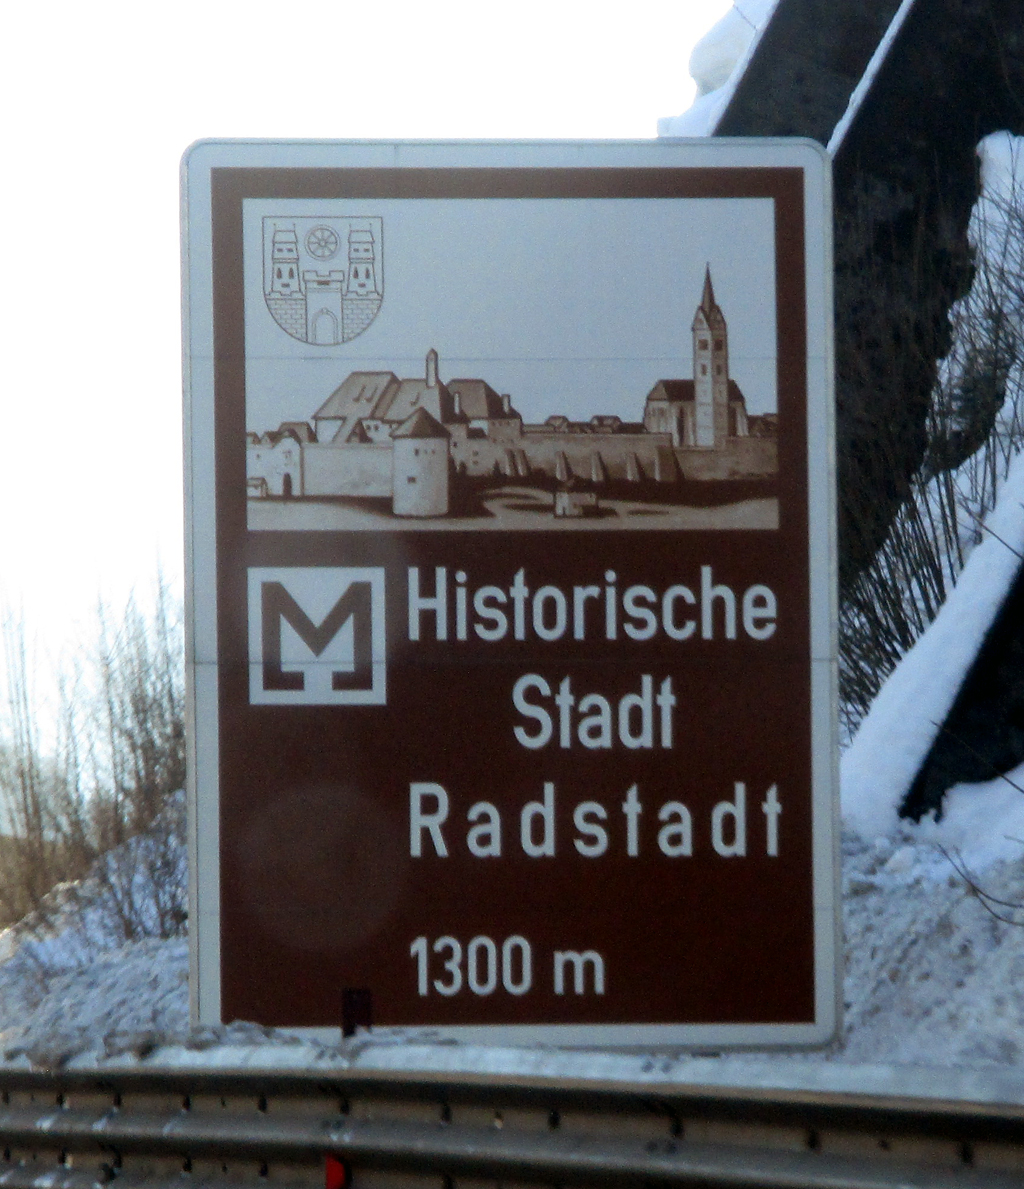 M Historische
Stadt
Radstadt
1300 m